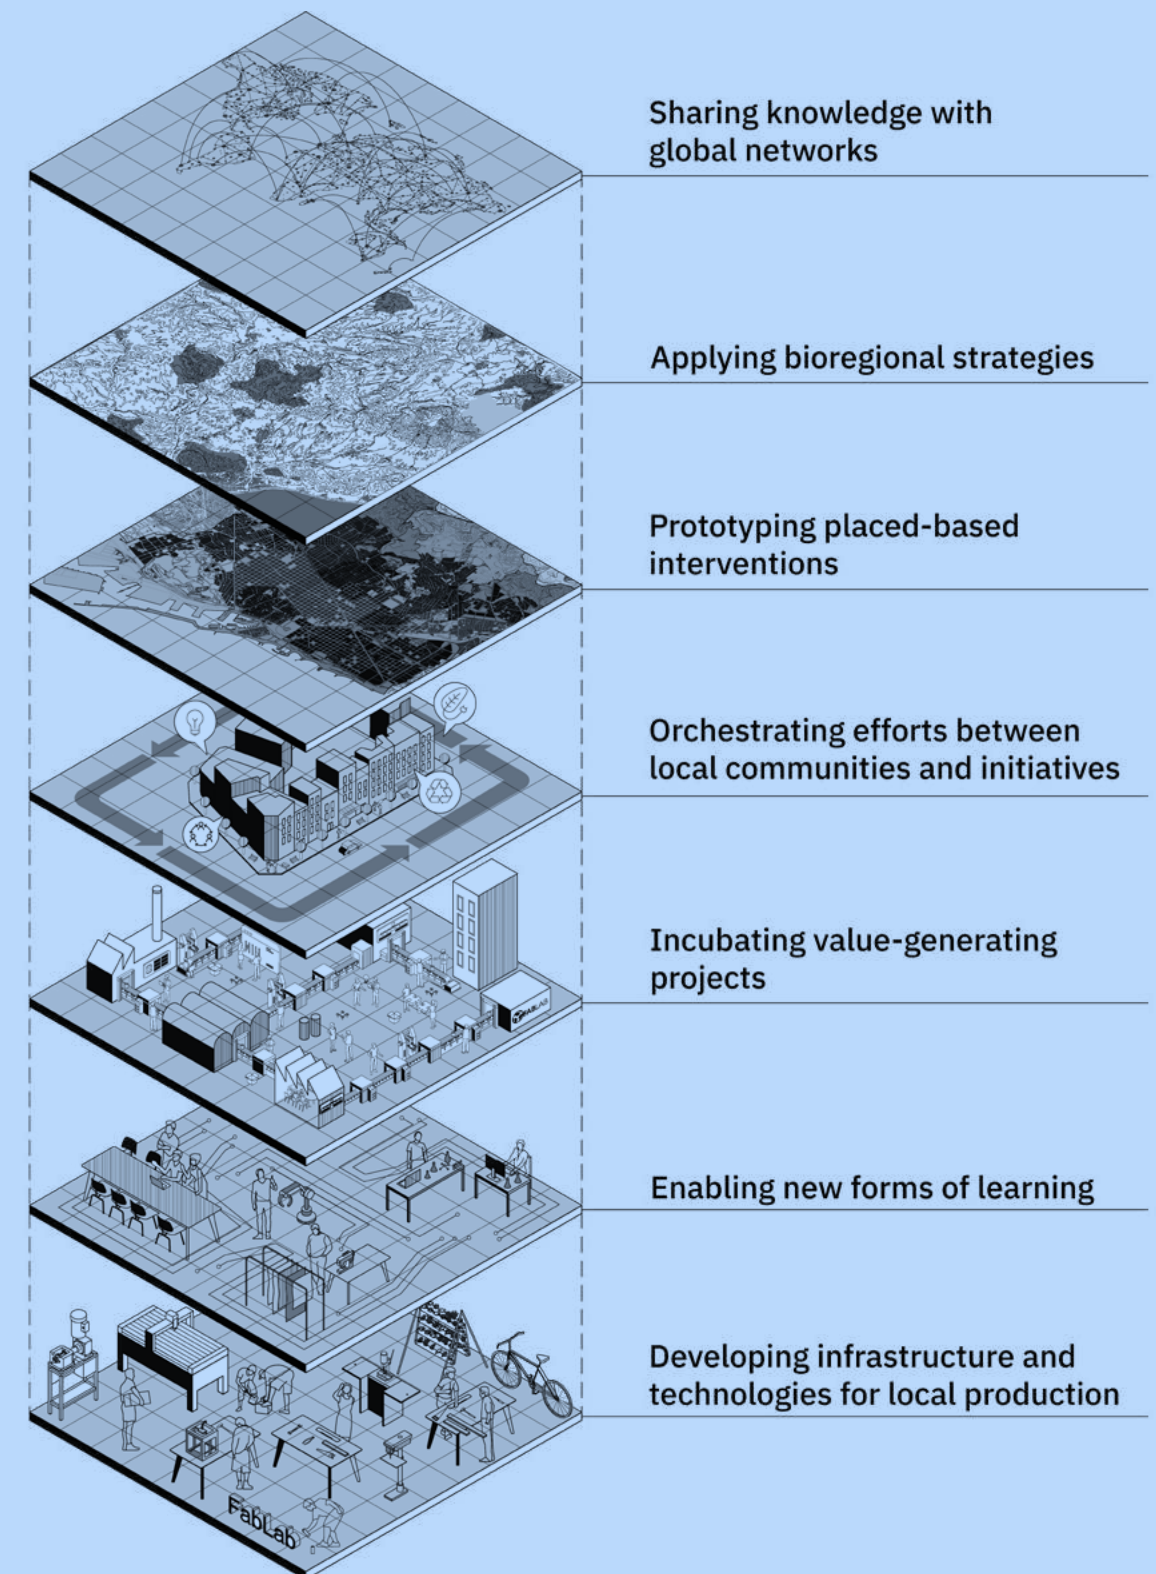 Sharing knowledge with
global networks
Applying bioregional strategies
Prototyping placed-based
interventions
Orchestrating efforts between
local communities and initiatives
Incubating value-generating
projects
FABLAB
Enabling new forms of learning
Developing infrastructure and
technologies for local production
FabLab